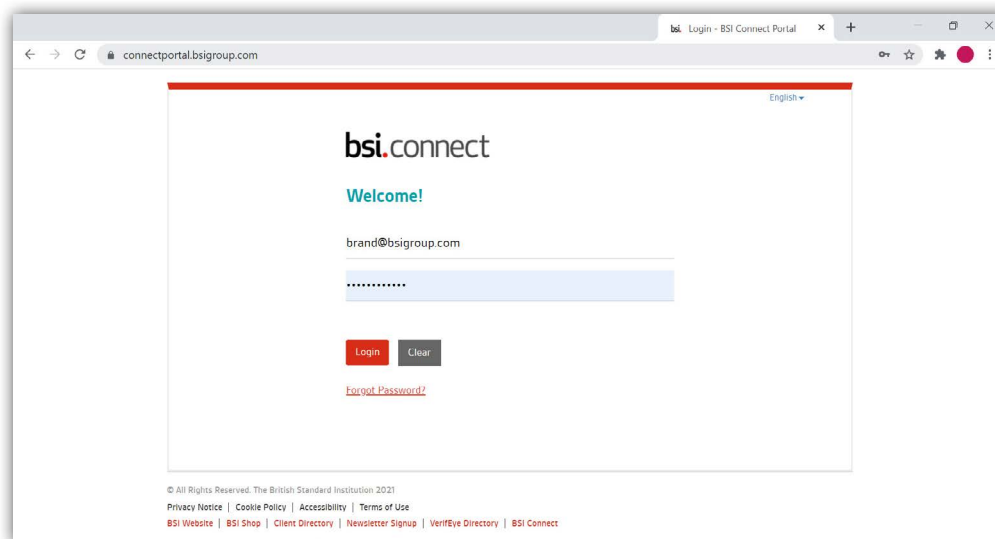 bsi. Login - BSI Connect Portal
connectportal.bsigroup.com
English
bsi.connect
Welcome!
brand@bsigroup.com
••••••••••••
Login Clear
Forgot Password?
© All Rights Reserved. The British Standard Institution 2021
Privacy Notice | Cookie Policy | Accessibility | Terms of Use
BSI Website | BSI Shop | Client Directory | Newsletter Signup | VerifEye Directory | BSI Connect